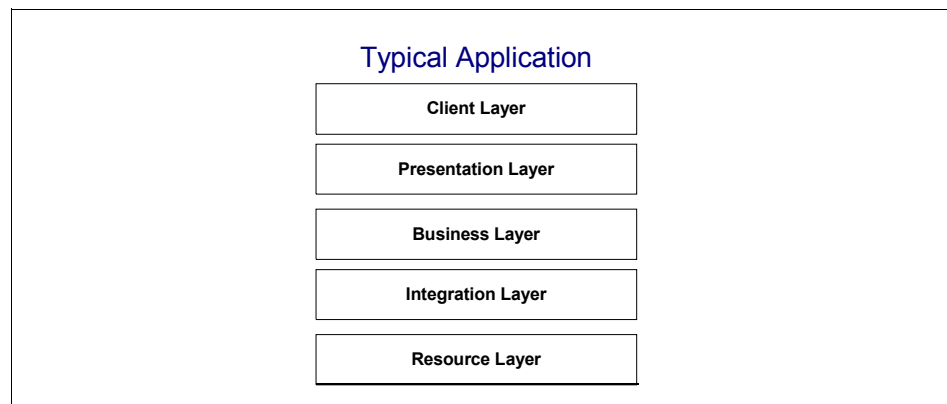 Typical Application
Client Layer
Presentation Layer
Business Layer
Integration Layer
Resource Layer